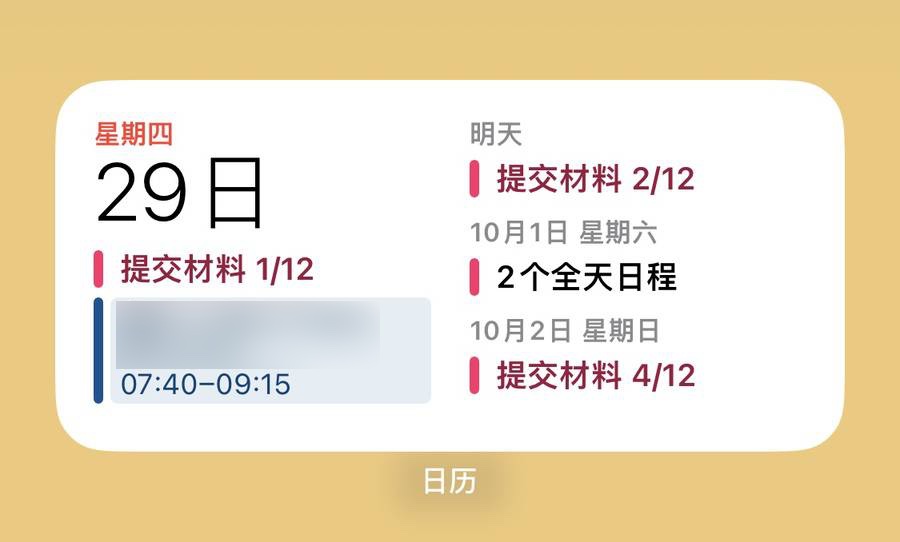 星期四
29日
提交材料 1/12
07:40–09:15
明天
提交材料 2/12
10月1日 星期六
2个全天日程
10月2日 星期日
提交材料 4/12
日历